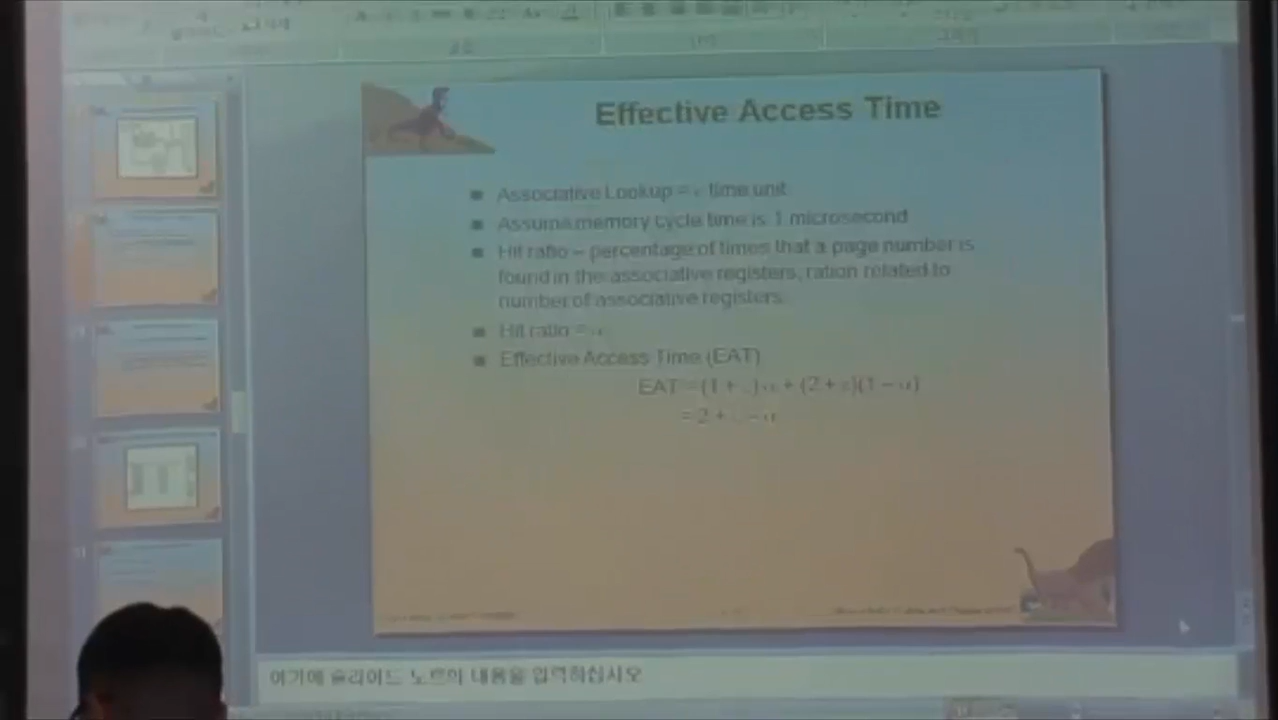 Effective Access Time
Associative Lookup = ε time unit
Assume memory cycle time is 1 microsecond
Hit ratio – percentage of times that a page number is
found in the associative registers; ration related to
number of associative registers
Hit ratio = α
Effective Access Time (EAT)
EAT = (1 + ε) α + (2 + ε)(1 – α)
= 2 + ε – α
여기에 슬라이드 노트의 내용을 입력하십시오